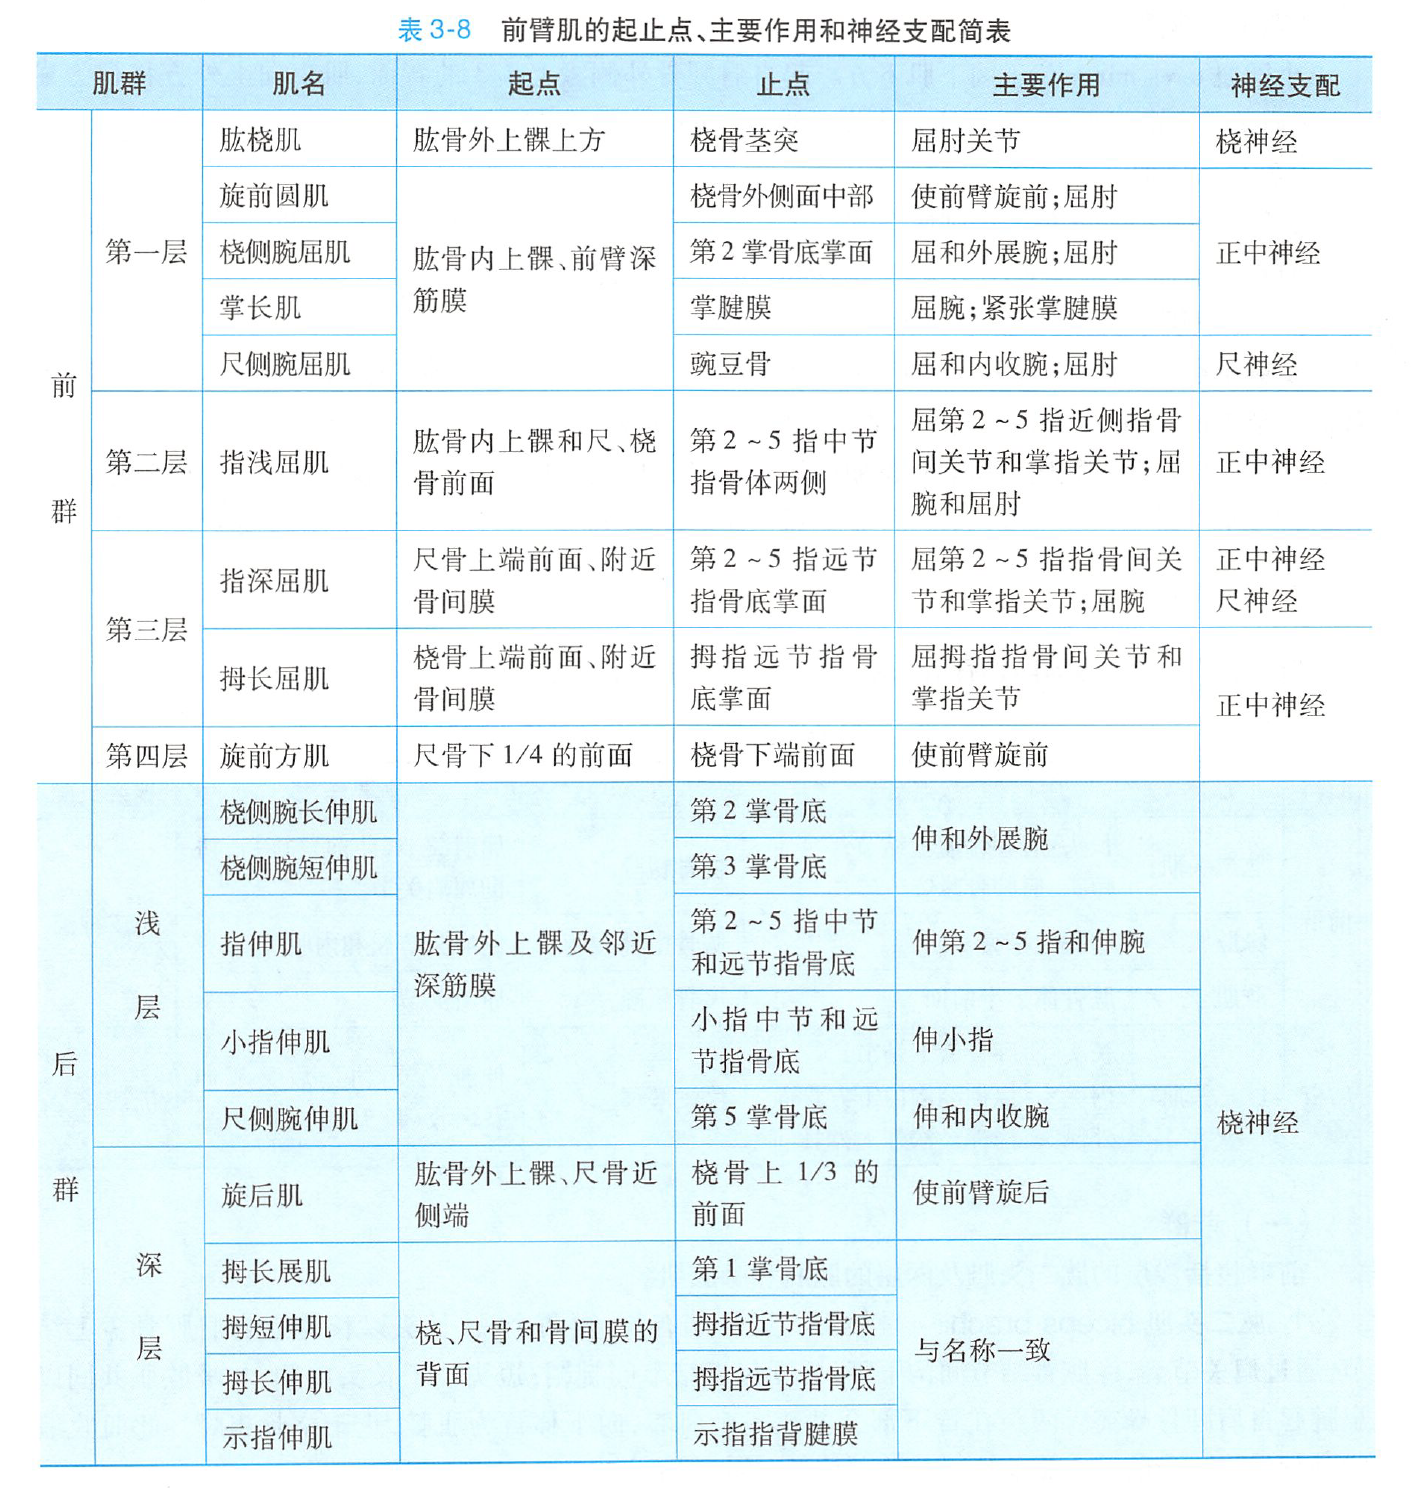 表 3-8 前臂肌的起止点、主要作用和神经支配简表
肌群 肌名 起点 止点 主要作用 神经支配
前
群
第一层
肱桡肌 肱骨外上髁上方 桡骨茎突 屈肘关节 桡神经
旋前圆肌
肱骨内上髁、前臂深
筋膜
桡骨外侧面中部 使前臂旋前;屈肘
正中神经
桡侧腕屈肌 第 2 掌骨底掌面 屈和外展腕;屈肘
掌长肌 掌腱膜 屈腕;紧张掌腱膜
尺侧腕屈肌 豌豆骨 屈和内收腕;屈肘 尺神经
第二层 指浅屈肌
肱骨内上髁和尺、桡
骨前面
第 2 ~ 5 指中节
指骨体两侧
屈第 2 ~ 5 指近侧指骨
间关节和掌指关节;屈
腕和屈肘
正中神经
第三层
指深屈肌
尺骨上端前面、附近
骨间膜
第 2 ~ 5 指远节
指骨底掌面
屈第 2 ~ 5 指指骨间关
节和掌指关节;屈腕
正中神经
尺神经
拇长屈肌
桡骨上端前面、附近
骨间膜
拇指远节指骨
底掌面
屈拇指指骨间关节和
掌指关节
正中神经
第四层 旋前方肌 尺骨下 1/4 的前面 桡骨下端前面 使前臂旋前
后
群
浅
层
桡侧腕长伸肌
肱骨外上髁及邻近
深筋膜
第 2 掌骨底
伸和外展腕
桡神经
桡侧腕短伸肌 第 3 掌骨底
指伸肌
第 2 ~ 5 指中节
和远节指骨底
伸第 2 ~ 5 指和伸腕
小指伸肌
小指中节和远
节指骨底
伸小指
尺侧腕伸肌 第 5 掌骨底 伸和内收腕
深
层
旋后肌
肱骨外上髁、尺骨近
侧端
桡骨上 1/3 的
前面
使前臂旋后
拇长展肌
桡、尺骨和骨间膜的
背面
第 1 掌骨底
与名称一致
拇短伸肌 拇指近节指骨底
拇长伸肌 拇指远节指骨底
示指伸肌 示指指背腱膜